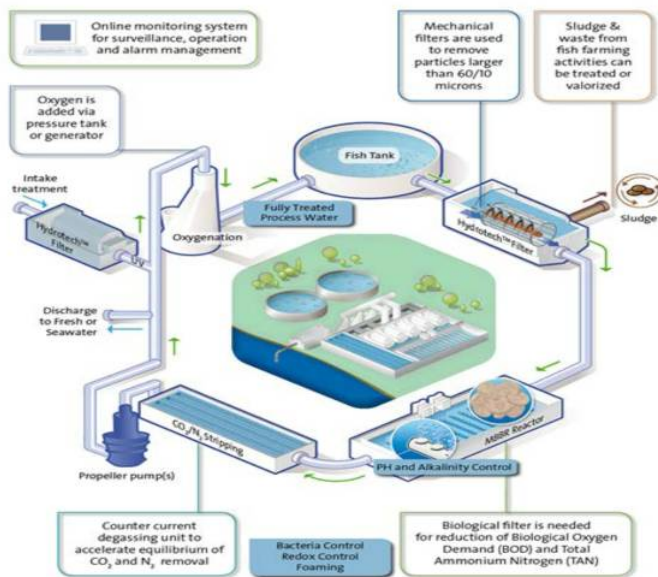 Online monitoring system
for surveillance, operation
and alarm management
Mechanical
filters are used
to remove
particles larger
than 60/10
microns
Sludge &
waste from
fish farming
activities can
be treated or
valorized
Oxygen is
added via
pressure tank
or generator
Fish Tank
Intake
treatment
Fully Treated
Process Water
Hydrotech™
Filter
Oxygenation
Hydrotech™ Filter
Sludge
UV
Discharge
to Fresh or
Seawater
CO₂/N₂ Stripping
MBBR Reactor
PH and Alkalinity Control
Propeller pump(s)
Counter current
degassing unit to
accelerate equilibrium of
CO₂ and N₂ removal
Bacteria Control
Redox Control
Foaming
Biological filter is needed
for reduction of Biological Oxygen
Demand (BOD) and Total
Ammonium Nitrogen (TAN)